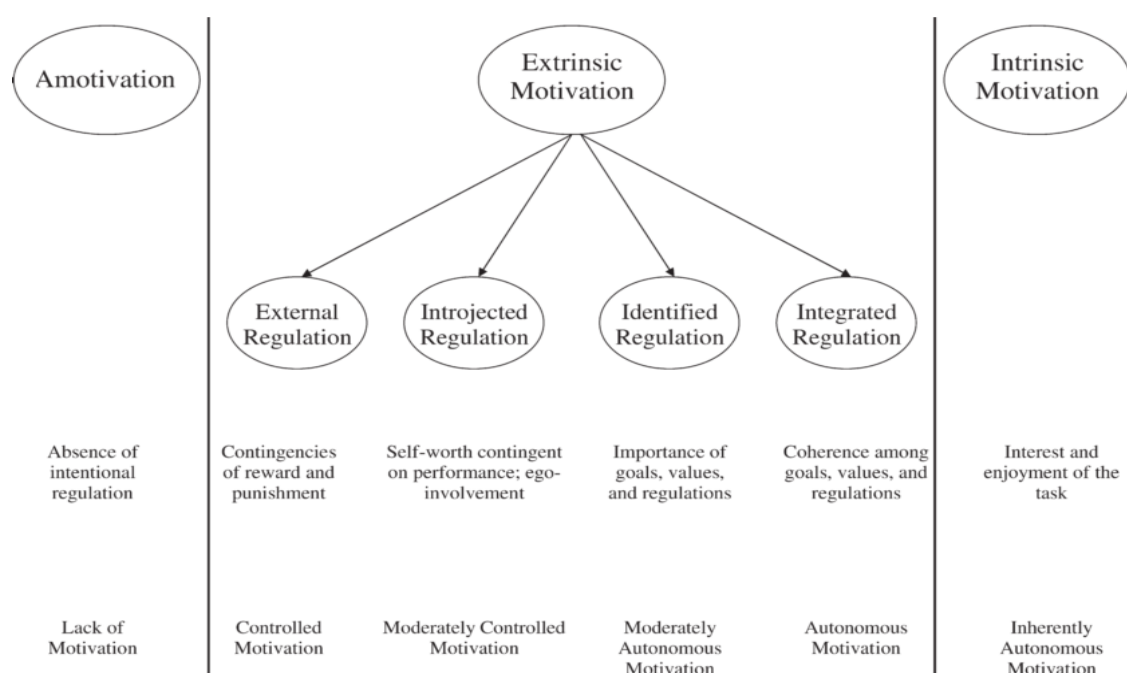 Amotivation
Extrinsic
Motivation
Intrinsic
Motivation
External
Regulation
Introjected
Regulation
Identified
Regulation
Integrated
Regulation
Absence of
intentional
regulation
Contingencies
of reward and
punishment
Self-worth contingent
on performance; ego-
involvement
Importance of
goals, values,
and regulations
Coherence among
goals, values, and
regulations
Interest and
enjoyment of the
task
Lack of
Motivation
Controlled
Motivation
Moderately Controlled
Motivation
Moderately
Autonomous
Motivation
Autonomous
Motivation
Inherently
Autonomous
Motivation